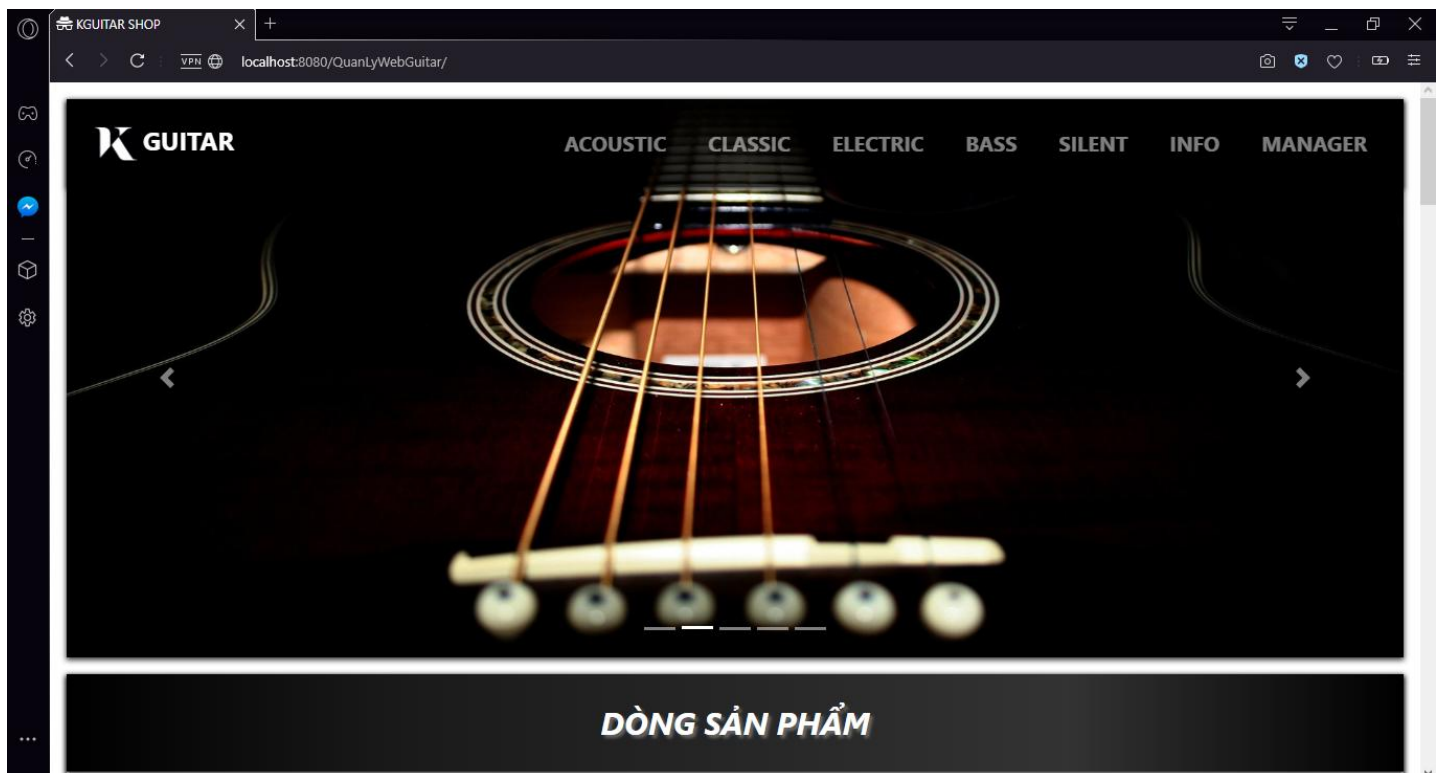 KGUITAR SHOP
VPN localhost:8080/QuanLyWebGuitar/
K GUITAR ACOUSTIC CLASSIC ELECTRIC BASS SILENT INFO MANAGER
DÒNG SẢN PHẨM